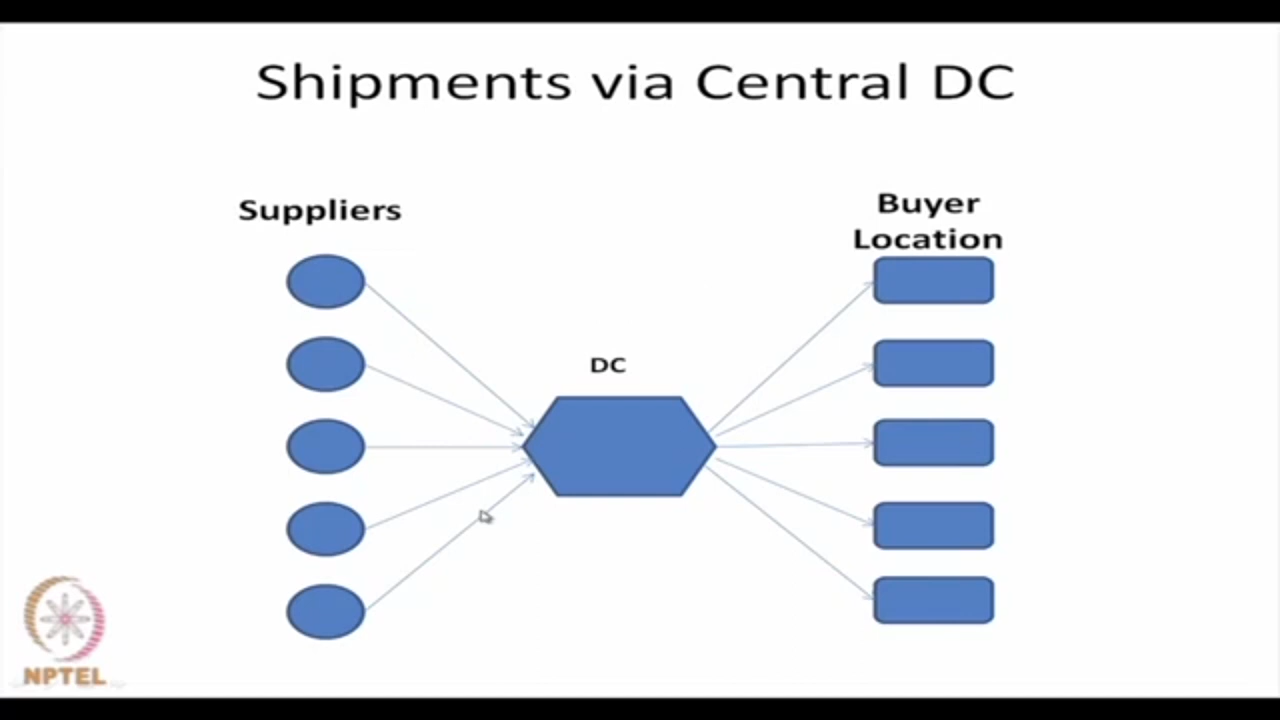 Shipments via Central DC
Suppliers
Buyer
Location
DC
NPTEL